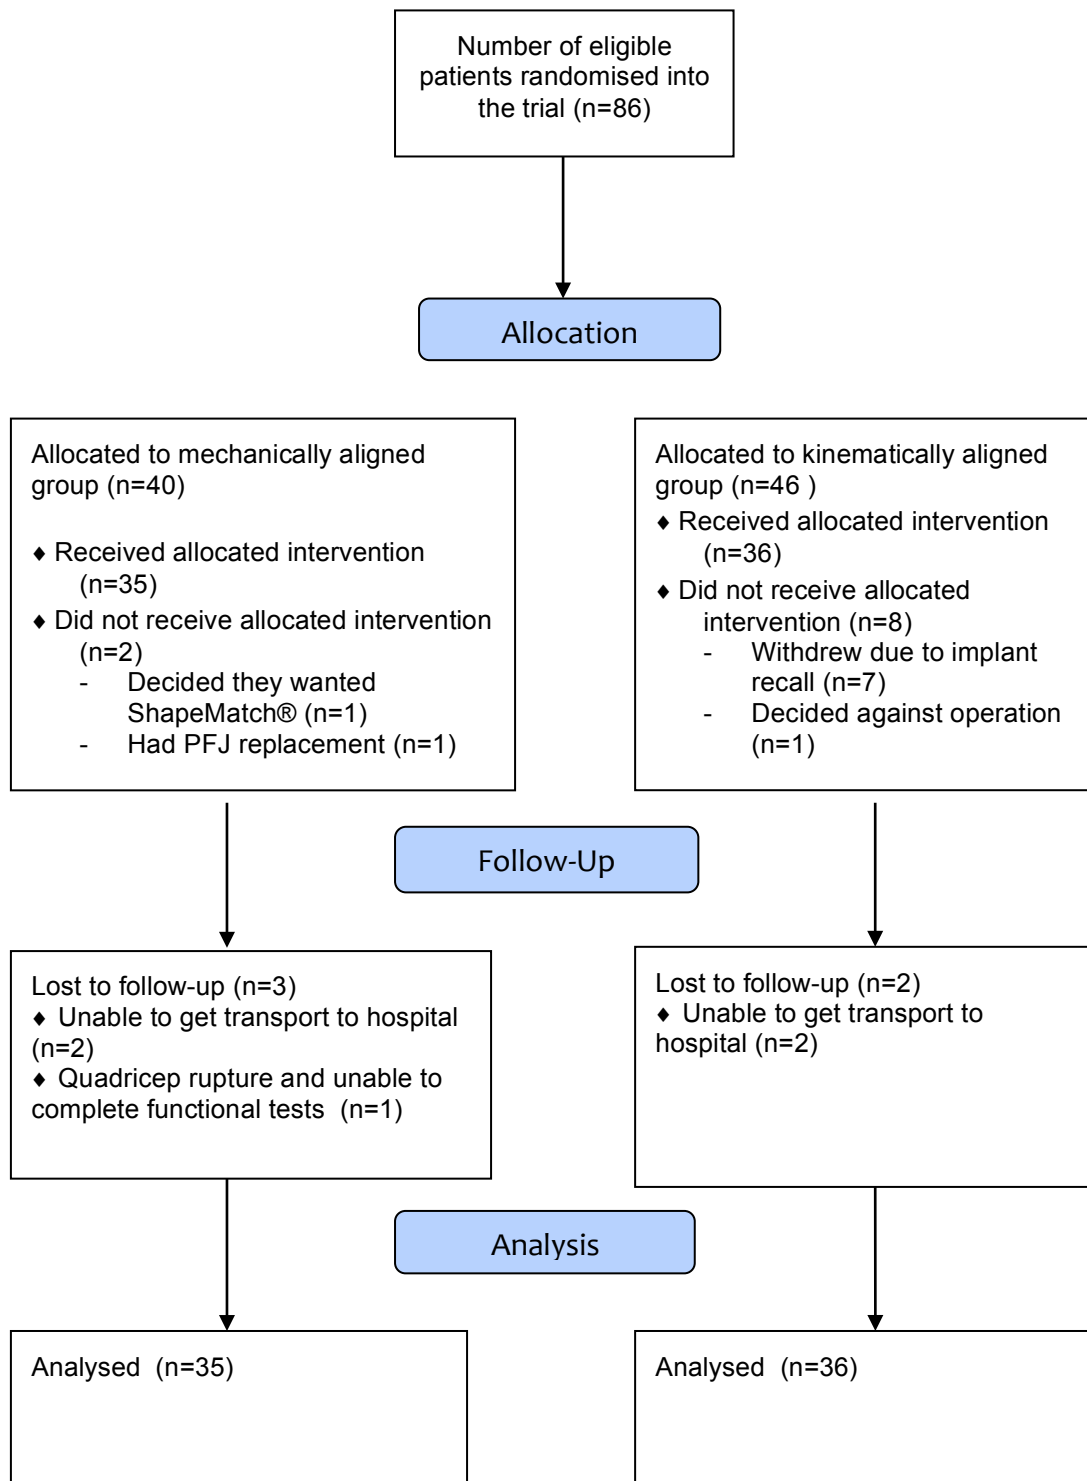 Number of eligible
patients randomised into
the trial (n=86)
Allocation
Allocated to mechanically aligned
group (n=40)
♦ Received allocated intervention
(n=35)
♦ Did not receive allocated intervention
(n=2)
- Decided they wanted
ShapeMatch® (n=1)
- Had PFJ replacement (n=1)
Allocated to kinematically aligned
group (n=46 )
♦ Received allocated intervention
(n=36)
♦ Did not receive allocated
intervention (n=8)
- Withdrew due to implant
recall (n=7)
- Decided against operation
(n=1)
Follow-Up
Lost to follow-up (n=3)
♦ Unable to get transport to hospital
(n=2)
♦ Quadricep rupture and unable to
complete functional tests (n=1)
Lost to follow-up (n=2)
♦ Unable to get transport to
hospital (n=2)
Analysis
Analysed (n=35)
Analysed (n=36)